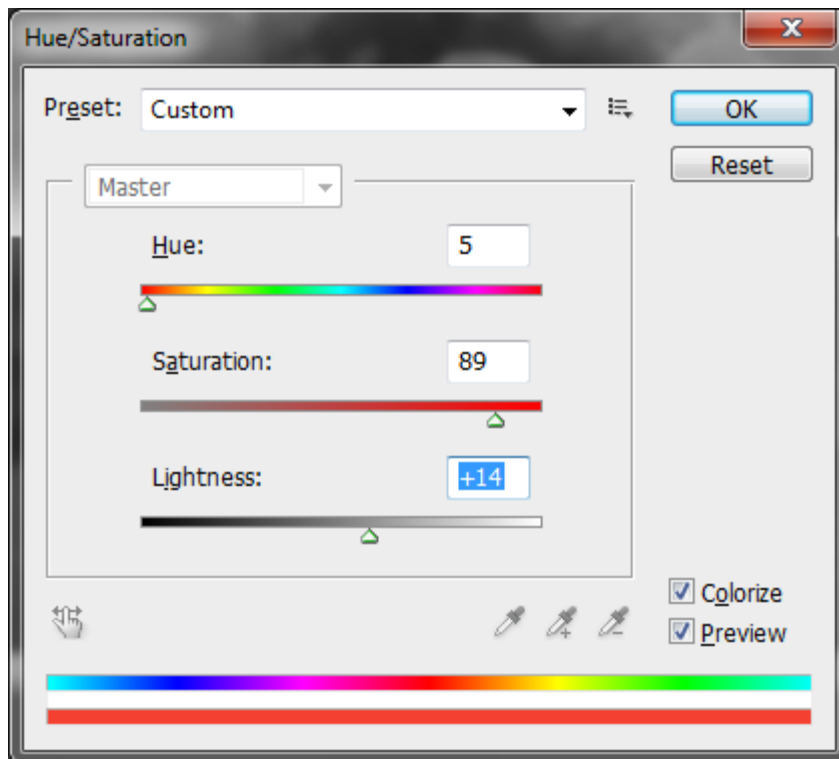 Hue/Saturation
Preset: Custom
OK
Reset
Master
Hue: 5
Saturation: 89
Lightness: +14
Colorize
Preview